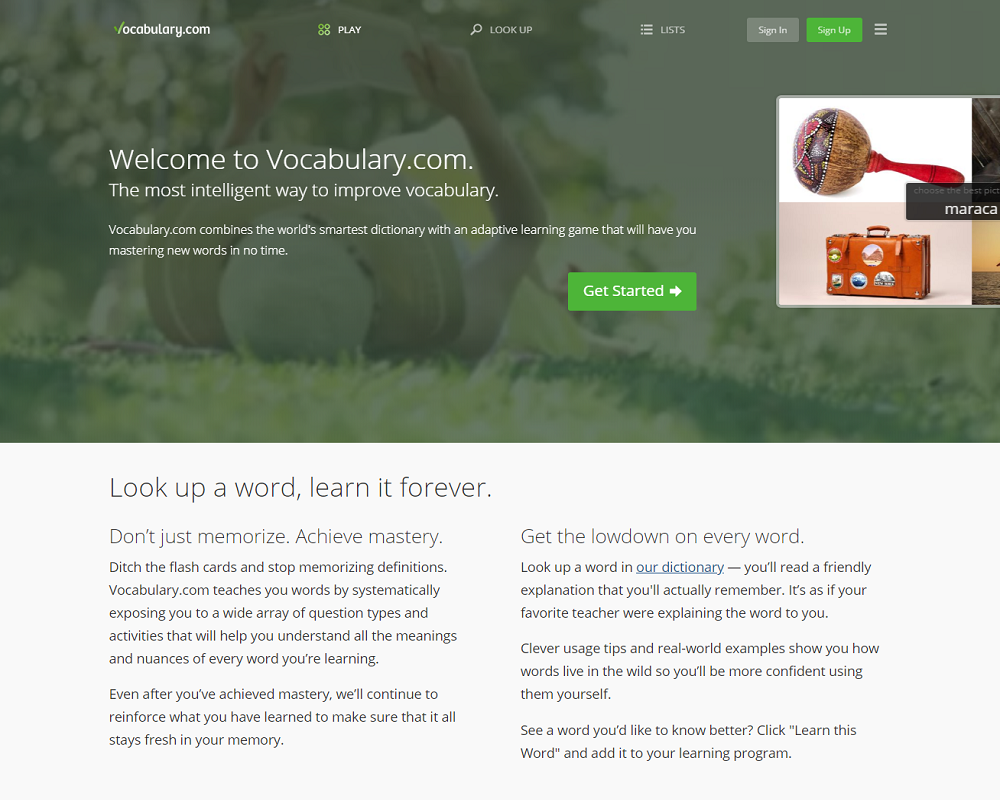 Vocabulary.com
PLAY
LOOK UP
LISTS
Sign In
Sign Up
Welcome to Vocabulary.com.
The most intelligent way to improve vocabulary.
Vocabulary.com combines the world's smartest dictionary with an adaptive learning game that will have you
mastering new words in no time.
Get Started
choose the best pict
maraca
Look up a word, learn it forever.
Don’t just memorize. Achieve mastery.
Ditch the flash cards and stop memorizing definitions.
Vocabulary.com teaches you words by systematically
exposing you to a wide array of question types and
activities that will help you understand all the meanings
and nuances of every word you’re learning.
Even after you’ve achieved mastery, we’ll continue to
reinforce what you have learned to make sure that it all
stays fresh in your memory.
Get the lowdown on every word.
Look up a word in our dictionary — you’ll read a friendly
explanation that you'll actually remember. It’s as if your
favorite teacher were explaining the word to you.
Clever usage tips and real-world examples show you how
words live in the wild so you’ll be more confident using
them yourself.
See a word you’d like to know better? Click "Learn this
Word" and add it to your learning program.